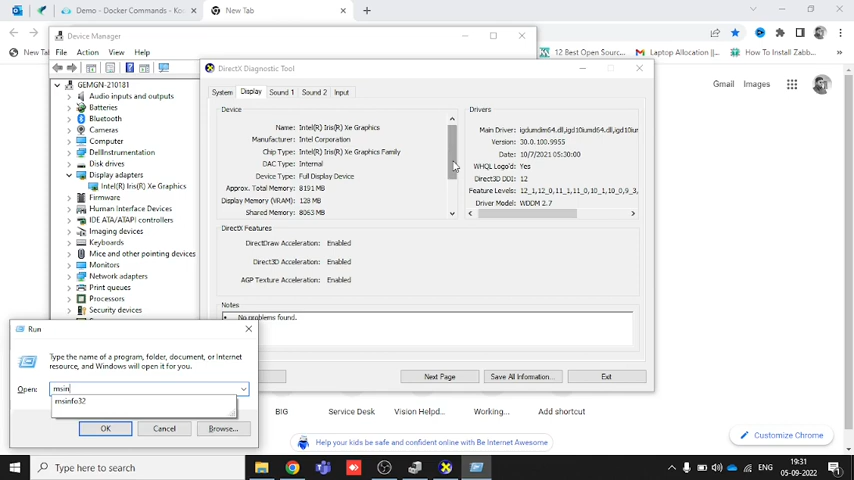 Demo - Docker Commands - Koo
New Tab
Device Manager
File Action View Help
GEMGN-210181
Audio inputs and outputs
Batteries
Bluetooth
Cameras
Computer
DellInstrumentation
Disk drives
Display adapters
Intel(R) Iris(R) Xe Graphics
Firmware
Human Interface Devices
IDE ATA/ATAPI controllers
Imaging devices
Keyboards
Mice and other pointing devices
Monitors
Network adapters
Print queues
Processors
Security devices
DirectX Diagnostic Tool
System Display Sound 1 Sound 2 Input
Device
Name: Intel(R) Iris(R) Xe Graphics
Manufacturer: Intel Corporation
Chip Type: Intel(R) Iris(R) Xe Graphics Family
DAC Type: Internal
Device Type: Full Display Device
Approx. Total Memory: 8191 MB
Display Memory (VRAM): 128 MB
Shared Memory: 8063 MB
Drivers
Main Driver: igdumdim64.dll,igd10iumd64.dll,igd10iur
Version: 30.0.100.9955
Date: 10/7/2021 05:30:00
WHQL Logo'd: Yes
Direct3D DDI: 12
Feature Levels: 12_1,12_0,11_1,11_0,10_1,10_0,9_3,
Driver Model: WDDM 2.7
DirectX Features
DirectDraw Acceleration: Enabled
Direct3D Acceleration: Enabled
AGP Texture Acceleration: Enabled
Notes
No problems found.
Next Page Save All Information... Exit
12 Best Open Sourc... Laptop Allocation |... How To Install Zabb...
Gmail Images
Run
Type the name of a program, folder, document, or Internet
resource, and Windows will open it for you.
Open: msin
msinfo32
OK Cancel Browse...
BIG Service Desk Vision Help... Working... Add shortcut
Help your kids be safe and confident online with Be Internet Awesome
Customize Chrome
Type here to search
ENG
19:31
05-09-2022